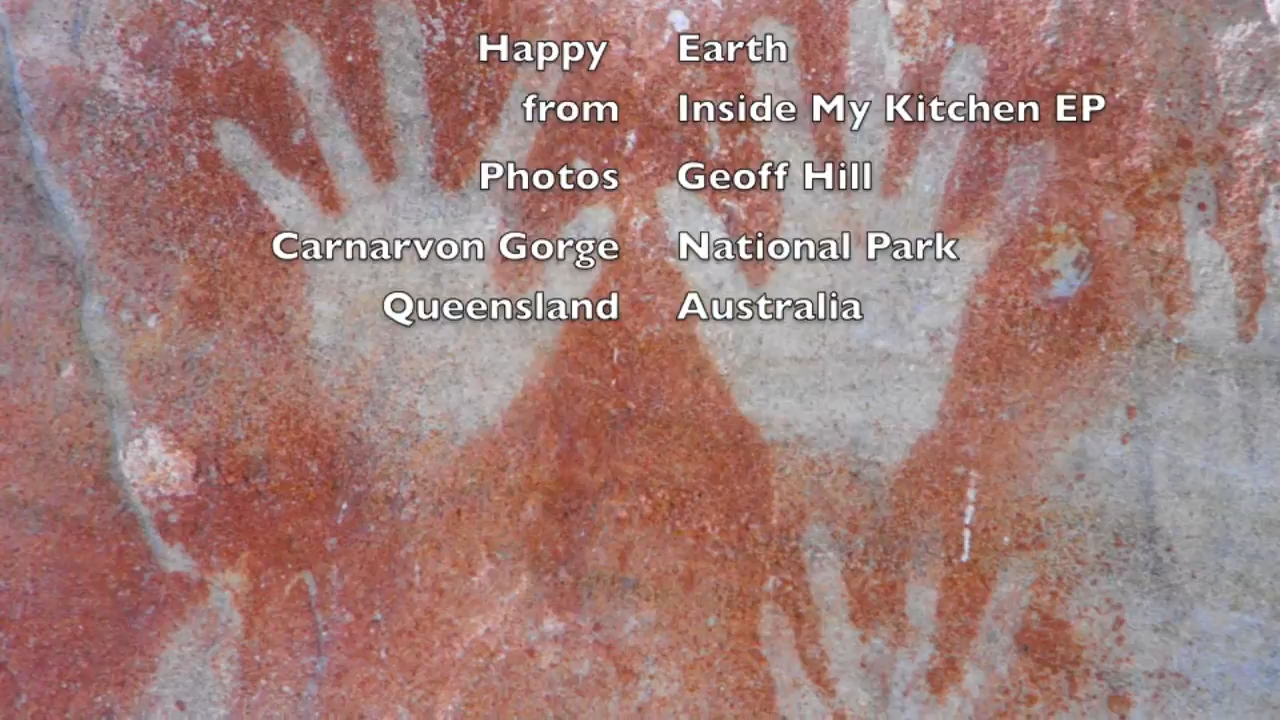 Happy Earth
from Inside My Kitchen EP
Photos Geoff Hill
Carnarvon Gorge National Park
Queensland Australia